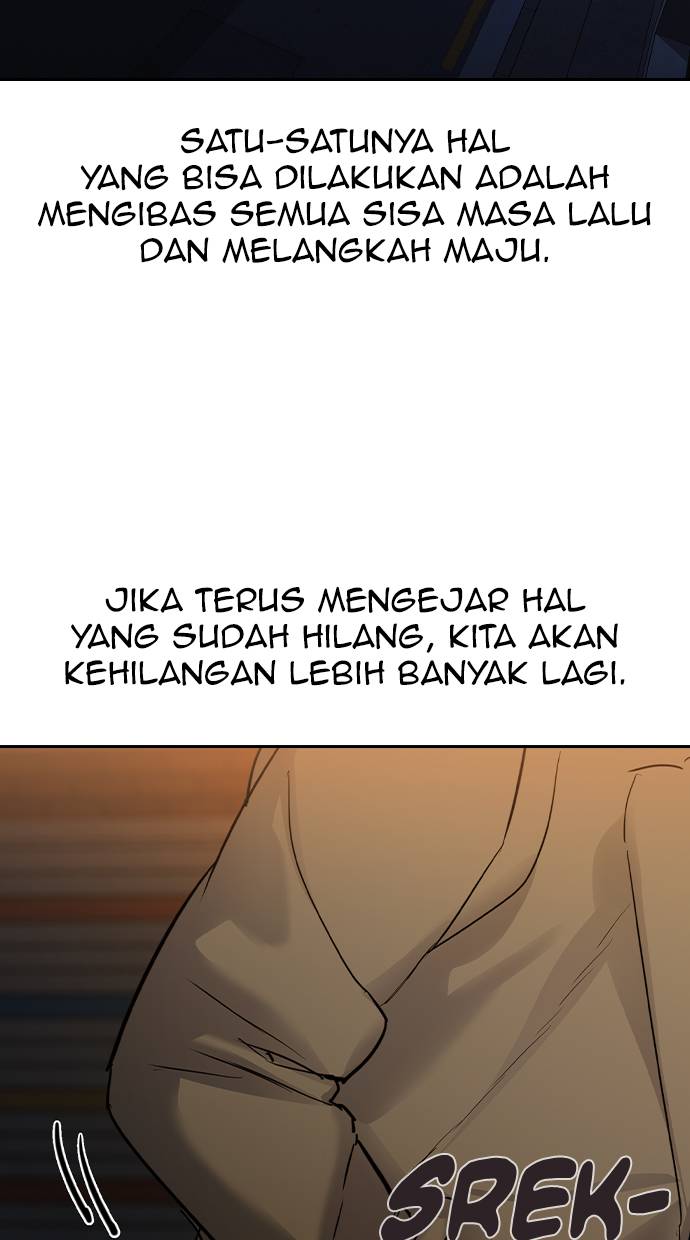 SATU-SATUNYA HAL
YANG BISA DILAKUKAN ADALAH
MENGIBAS SEMUA SISA MASA LALU
DAN MELANGKAH MAJU.
JIKA TERUS MENGEJAR HAL
YANG SUDAH HILANG, KITA AKAN
KEHILANGAN LEBIH BANYAK LAGI.
SREK-